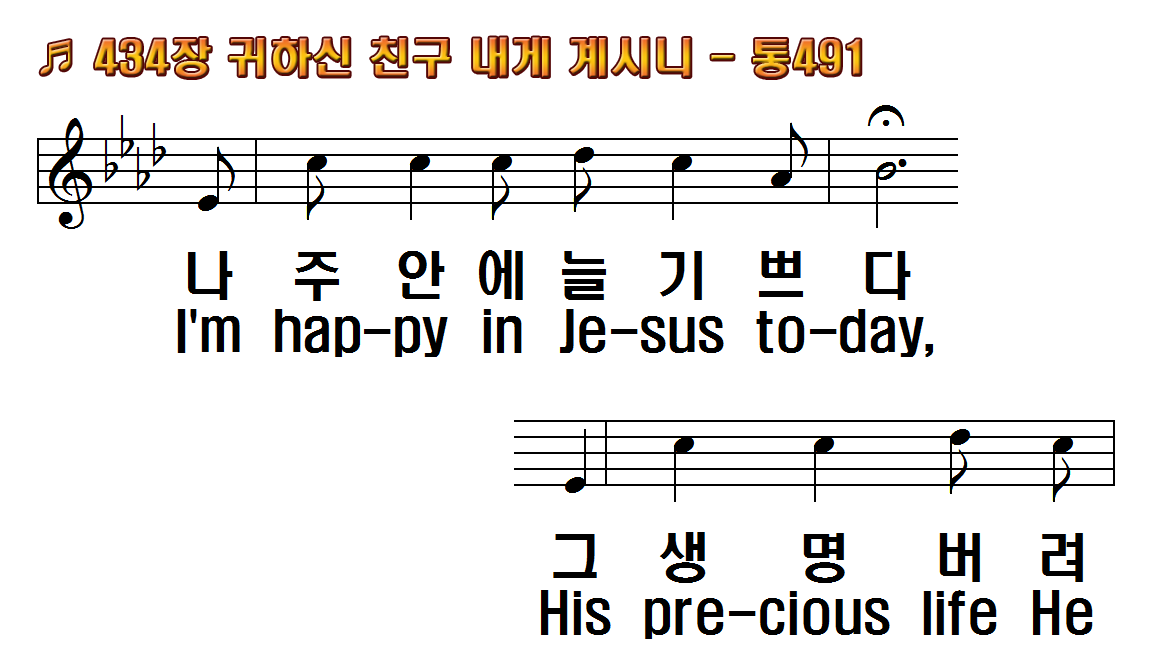 ♬ 434장 귀하신 친구 내게 계시니 - 통491
나 주 안 에 늘 기 쁘 다
I'm hap-py in Je-sus to-day,
그 생 명 버 려
His pre-cious life He